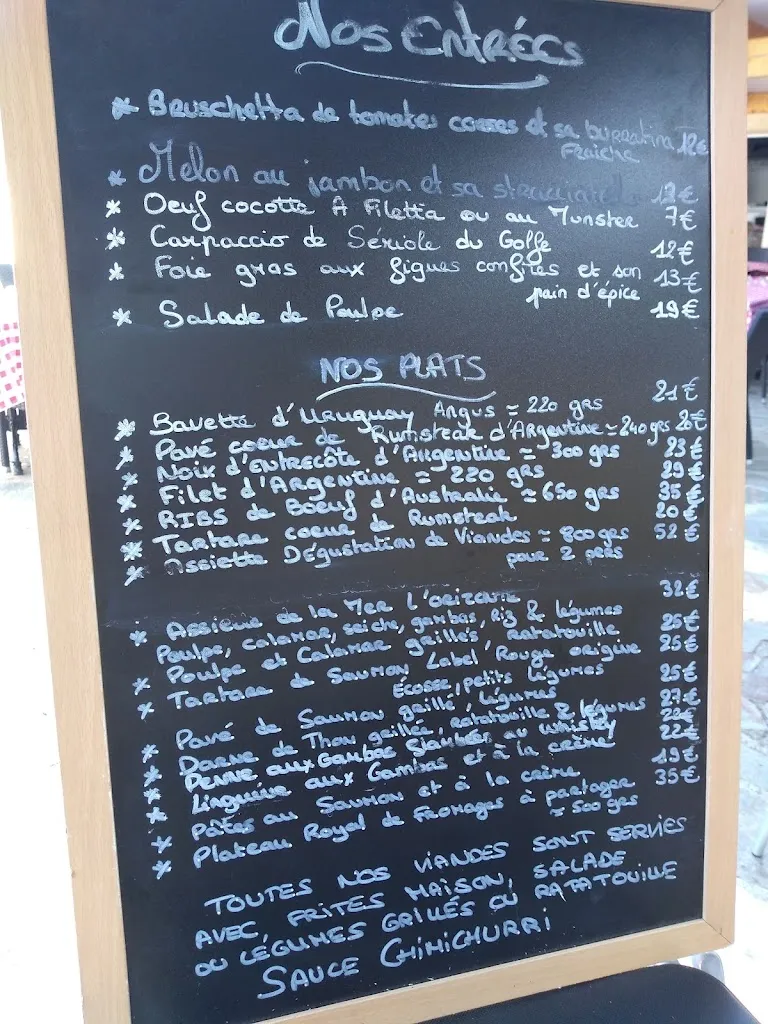 Nos Entrées
* Bruschetta de tomates coeurs et sa burratina 12€
Fraîche
* Melon au jambon et sa stracciatella 12€
* Oeuf cocotte A Filetta ou au Munster 7€
* Carpaccio de Sériole du Golfe 12€
* Foie gras aux figues confites et son 13€
pain d'épice
* Salade de Poulpe 19€
NOS PLATS
* Bavette d'Uruguay Angus ≃ 220 grs 21€
* Pavé coeur de Rumsteak d'Argentine ≃ 240 grs
* Noix d'entrecôte d'Argentine ≃ 300 grs 23€
* Filet d'Argentine ≃ 220 grs 29€
* RIBS de Boeuf d'Australie ≃ 650 grs 35€
* Tartare coeur de Rumsteak 20€
* Assiette Dégustation de Viandes ≃ 800 grs 52€
pour 2 pers
* Assiette de la Mer L'orizonte 32€
Poulpe, calamar, seiche, gambas, Riz & légumes
* Poulpe et Calamar grillés, ratatouille
* Tartare de Saumon Label Rouge origine 25€
Écosse, petits légumes
* Pavé de Saumon grillé, légumes 25€
* Darne de Thon grillée, ratatouille & légumes 27€
* Penne aux Gambas flambées au whisky
* Linguine aux Gambas et à la crème 22€
* Pâtes au Saumon et à la crème 19€
* Plateau Royal de Fromages à partager 35€
≃ 500 grs
TOUTES NOS VIANDES SONT SERVIES
AVEC, FRITES MAISON, SALADE
OU LÉGUMES GRILLÉS OU RATATOUILLE
SAUCE CHIMICHURRI